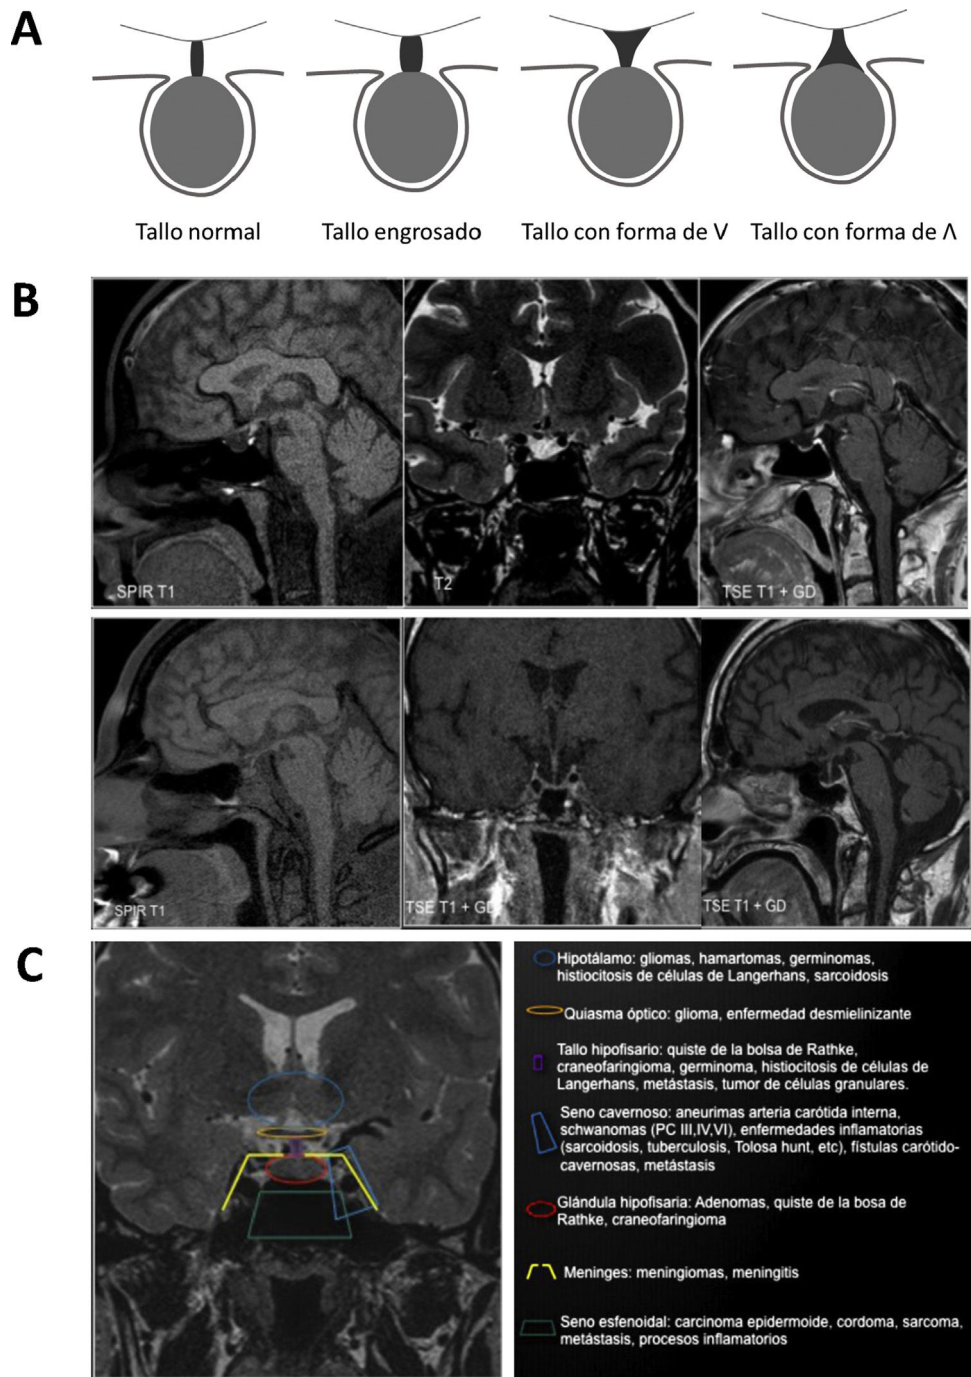 A
Tallo normal
Tallo engrosado
Tallo con forma de V
Tallo con forma de Λ
B
SPIR T1
T2
TSE T1 + GD
SPIR T1
TSE T1 + GD
TSE T1 + GD
C
Hipotálamo: gliomas, hamartomas, germinomas,
histiocitosis de células de Langerhans, sarcoidosis
Quiasma óptico: glioma, enfermedad desmielinizante
Tallo hipofisario: quiste de la bolsa de Rathke,
craneofaringioma, germinoma, histiocitosis de células de
Langerhans, metástasis, tumor de células granulares.
Seno cavernoso: aneurimas arteria carótida interna,
schwanomas (PC III,IV,VI), enfermedades inflamatorias
(sarcoidosis, tuberculosis, Tolosa hunt, etc), fístulas carótido-
cavernosas, metástasis
Glándula hipofisaria: Adenomas, quiste de la bosa de
Rathke, craneofaringioma
Meninges: meningiomas, meningitis
Seno esfenoidal: carcinoma epidermoide, cordoma, sarcoma,
metástasis, procesos inflamatorios